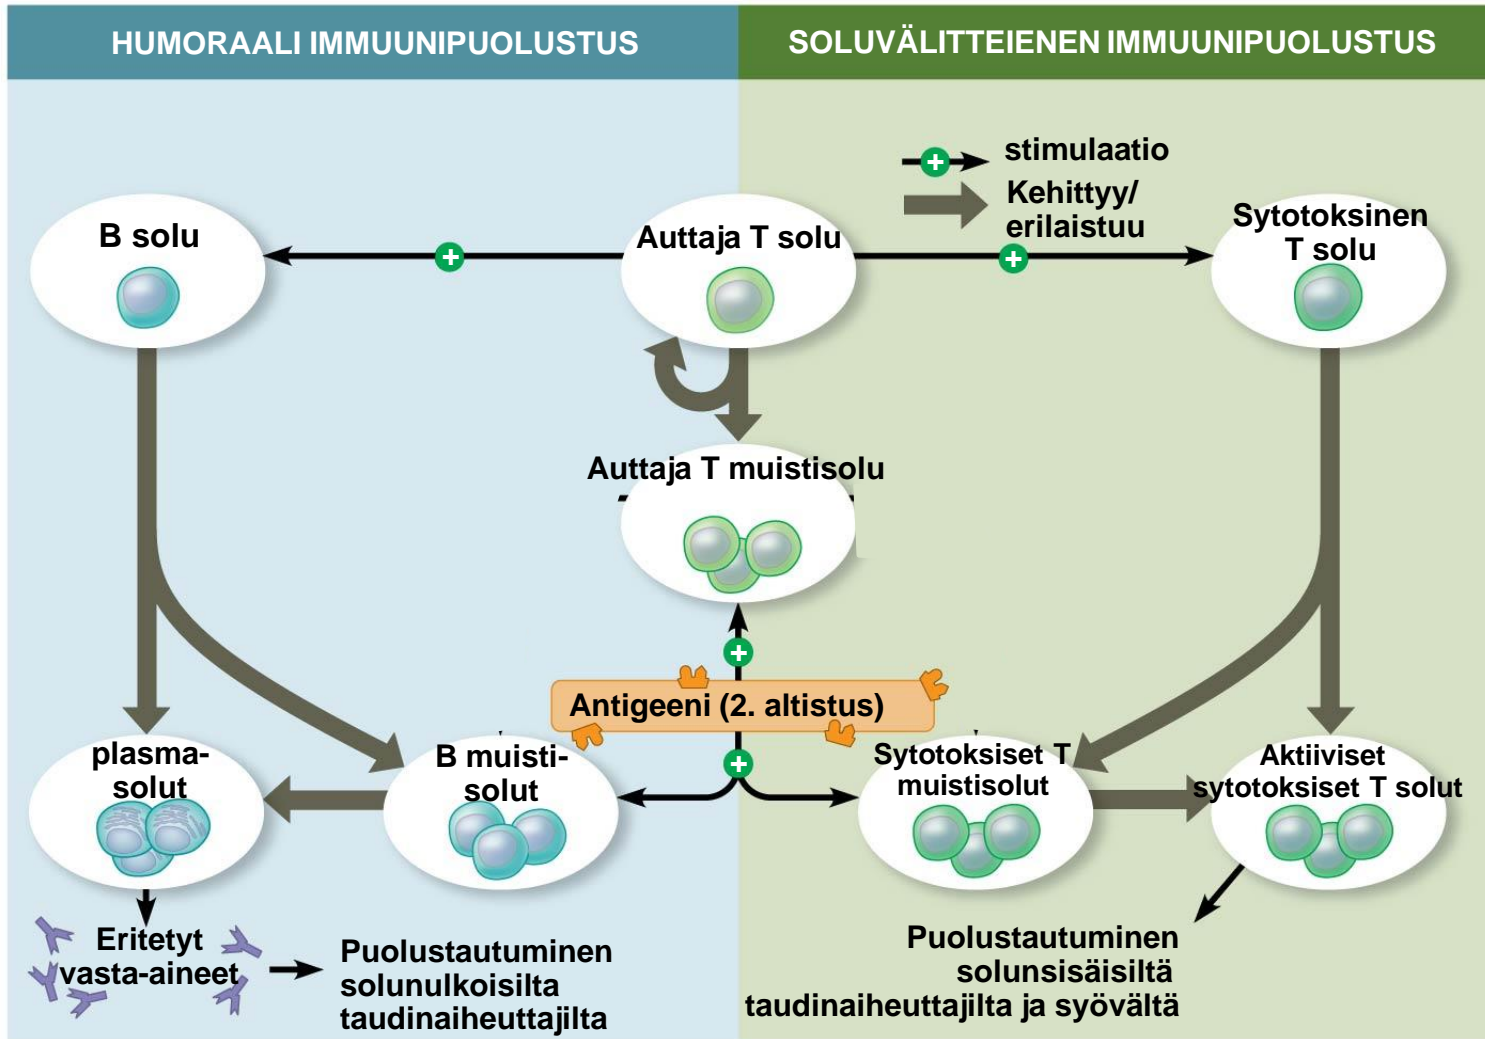 HUMORAALI IMMUUNIPUOLUSTUS
SOLUVÄLITTEIENEN IMMUUNIPUOLUSTUS
+ stimulaatio
Kehittyy/
erilaistuu
B solu
+
Auttaja T solu
+
Sytotoksinen
T solu
Auttaja T muistisolu
+
Antigeeni (2. altistus)
+
plasma-
solut
B muisti-
solut
Sytotoksiset T
muistisolut
Aktiiviset
sytotoksiset T solut
Eritetyt
vasta-aineet
Puolustautuminen
solunulkoisilta
taudinaiheuttajilta
Puolustautuminen
solunsisäisiltä
taudinaiheuttajilta ja syövältä